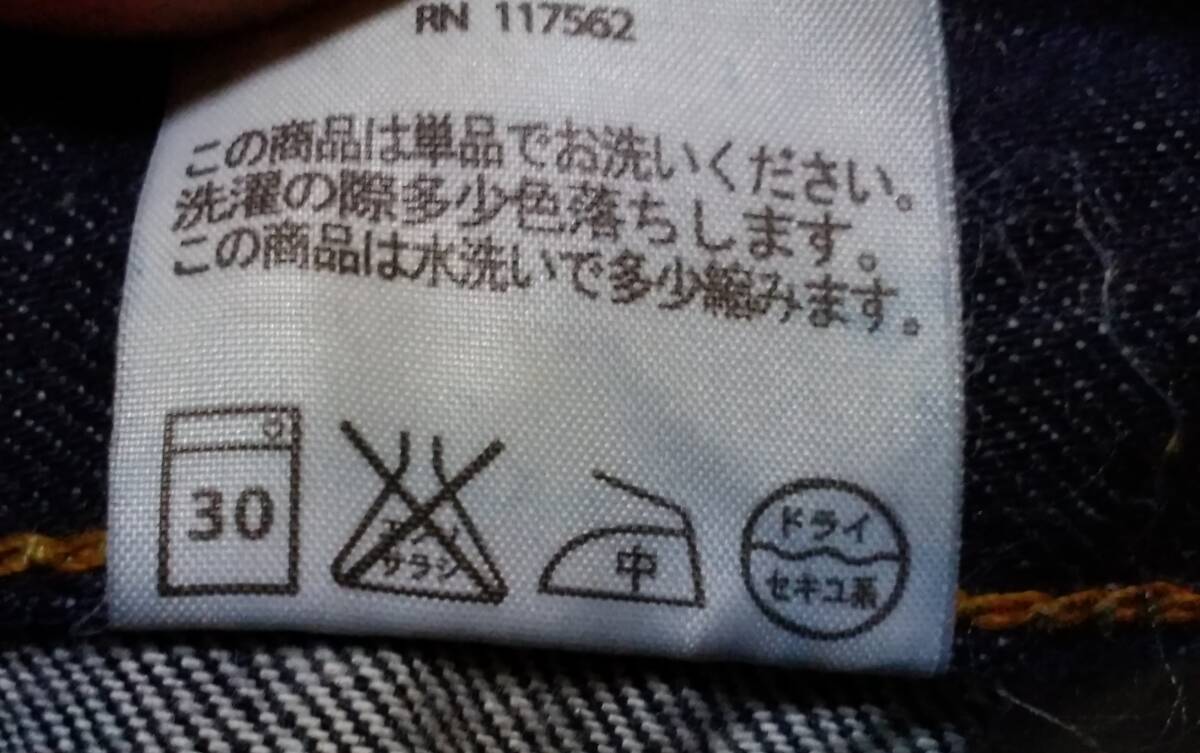 RN 117562
この商品は単品でお洗いください。
洗濯の際多少色落ちします。
この商品は水洗いで多少縮みます。
30
サラシ
中
ドライ
セキユ系